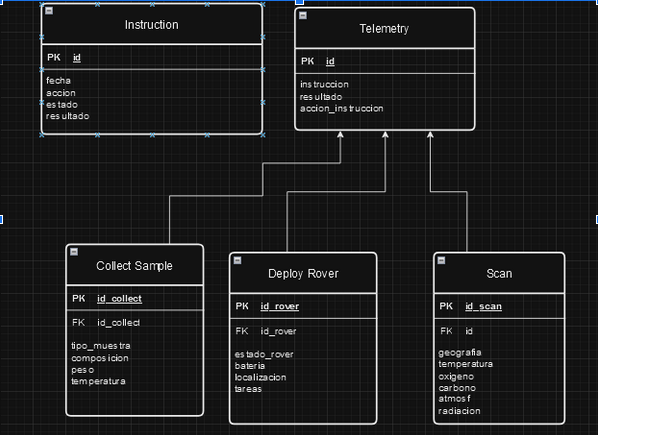 Instruction
PK id
fecha
accion
estado
resultado
Telemetry
PK id
instruccion
resultado
accion_instruccion
Collect Sample
PK id_collect
FK id_collect
tipo_muestra
composicion
peso
temperatura
Deploy Rover
PK id_rover
FK id_rover
estado_rover
bateria
localizacion
tareas
Scan
PK id_scan
FK id
geografia
temperatura
oxigeno
carbono
atmosf
radiacion